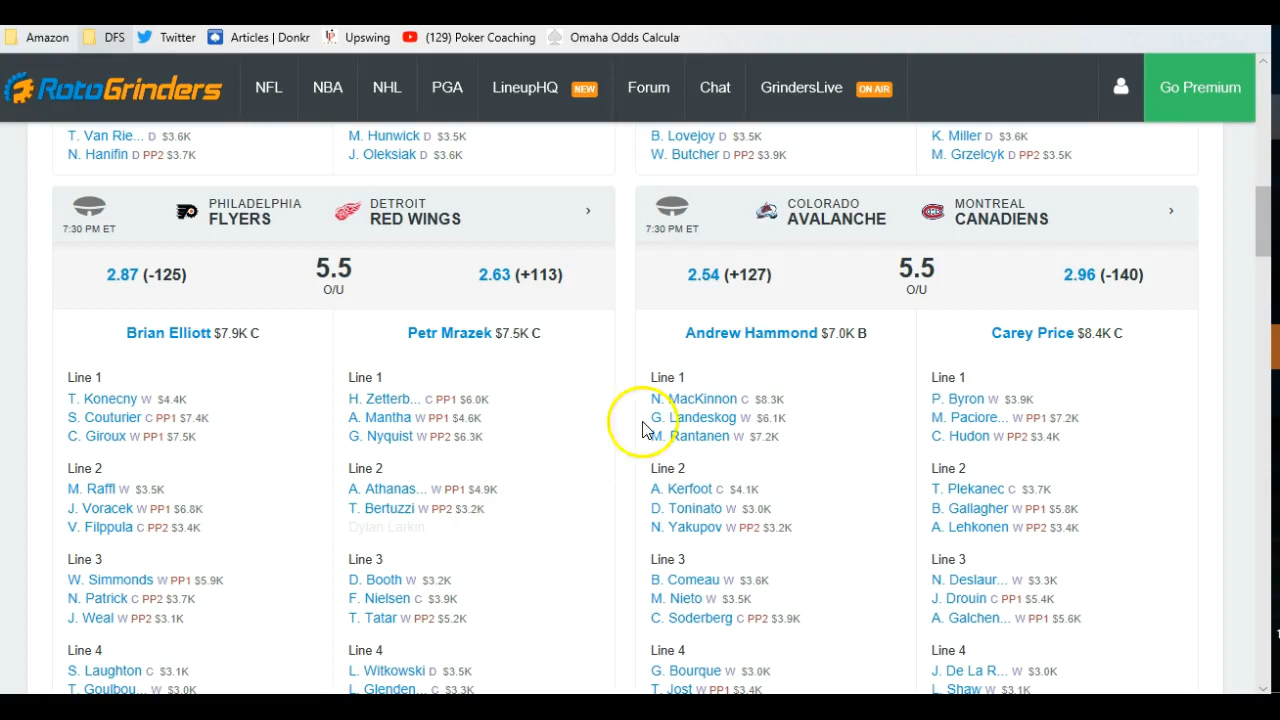 Amazon DFS Twitter Articles | Donkr Upswing (129) Poker Coaching Omaha Odds Calcula
RotoGrinders NFL NBA NHL PGA LineupHQ NEW Forum Chat GrindersLive ON AIR Go Premium
T. Van Rie... D $3.6K
N. Hanifin D PP2 $3.7K
M. Hunwick D $3.5K
J. Oleksiak D $3.6K
B. Lovejoy D $3.5K
W. Butcher D PP2 $3.9K
K. Miller D $3.6K
M. Grzelcyk D PP2 $3.5K
7:30 PM ET
PHILADELPHIA
FLYERS
DETROIT
RED WINGS
2.87 (-125)
5.5
O/U
2.63 (+113)
Brian Elliott $7.9K C
Line 1
T. Konecny W $4.4K
S. Couturier C PP1 $7.4K
C. Giroux W PP1 $7.5K
Line 2
M. Raffl W $3.5K
J. Voracek W PP1 $6.8K
V. Filppula C PP2 $3.4K
Line 3
W. Simmonds W PP1 $5.9K
N. Patrick C PP2 $3.7K
J. Weal W PP2 $3.1K
Line 4
S. Laughton C $3.1K
T. Goulbou... W $3.0K
Petr Mrazek $7.5K C
Line 1
H. Zetterb... C PP1 $6.0K
A. Mantha W PP1 $4.6K
G. Nyquist W PP2 $6.3K
Line 2
A. Athanas... W PP1 $4.9K
T. Bertuzzi W PP2 $3.2K
Dylan Larkin
Line 3
D. Booth W $3.2K
F. Nielsen C $3.9K
T. Tatar W PP2 $5.2K
Line 4
L. Witkowski D $3.5K
L. Glenden... C $3.3K
7:30 PM ET
COLORADO
AVALANCHE
MONTREAL
CANADIENS
2.54 (+127)
5.5
O/U
2.96 (-140)
Andrew Hammond $7.0K B
Line 1
N. MacKinnon C $8.3K
G. Landeskog W $6.1K
M. Rantanen W $7.2K
Line 2
A. Kerfoot C $4.1K
D. Toninato W $3.0K
N. Yakupov W PP2 $3.2K
Line 3
B. Comeau W $3.6K
M. Nieto W $3.5K
C. Soderberg C PP2 $3.9K
Line 4
G. Bourque W $3.0K
T. Jost W PP1 $3.4K
Carey Price $8.4K C
Line 1
P. Byron W $3.9K
M. Paciore... W PP1 $7.2K
C. Hudon W PP2 $3.4K
Line 2
T. Plekanec C $3.7K
B. Gallagher W PP1 $5.8K
A. Lehkonen W PP2 $3.4K
Line 3
N. Deslaur... W $3.3K
J. Drouin C PP1 $5.4K
A. Galchen... W PP1 $5.6K
Line 4
J. De La R... W $3.0K
L. Shaw W $3.1K